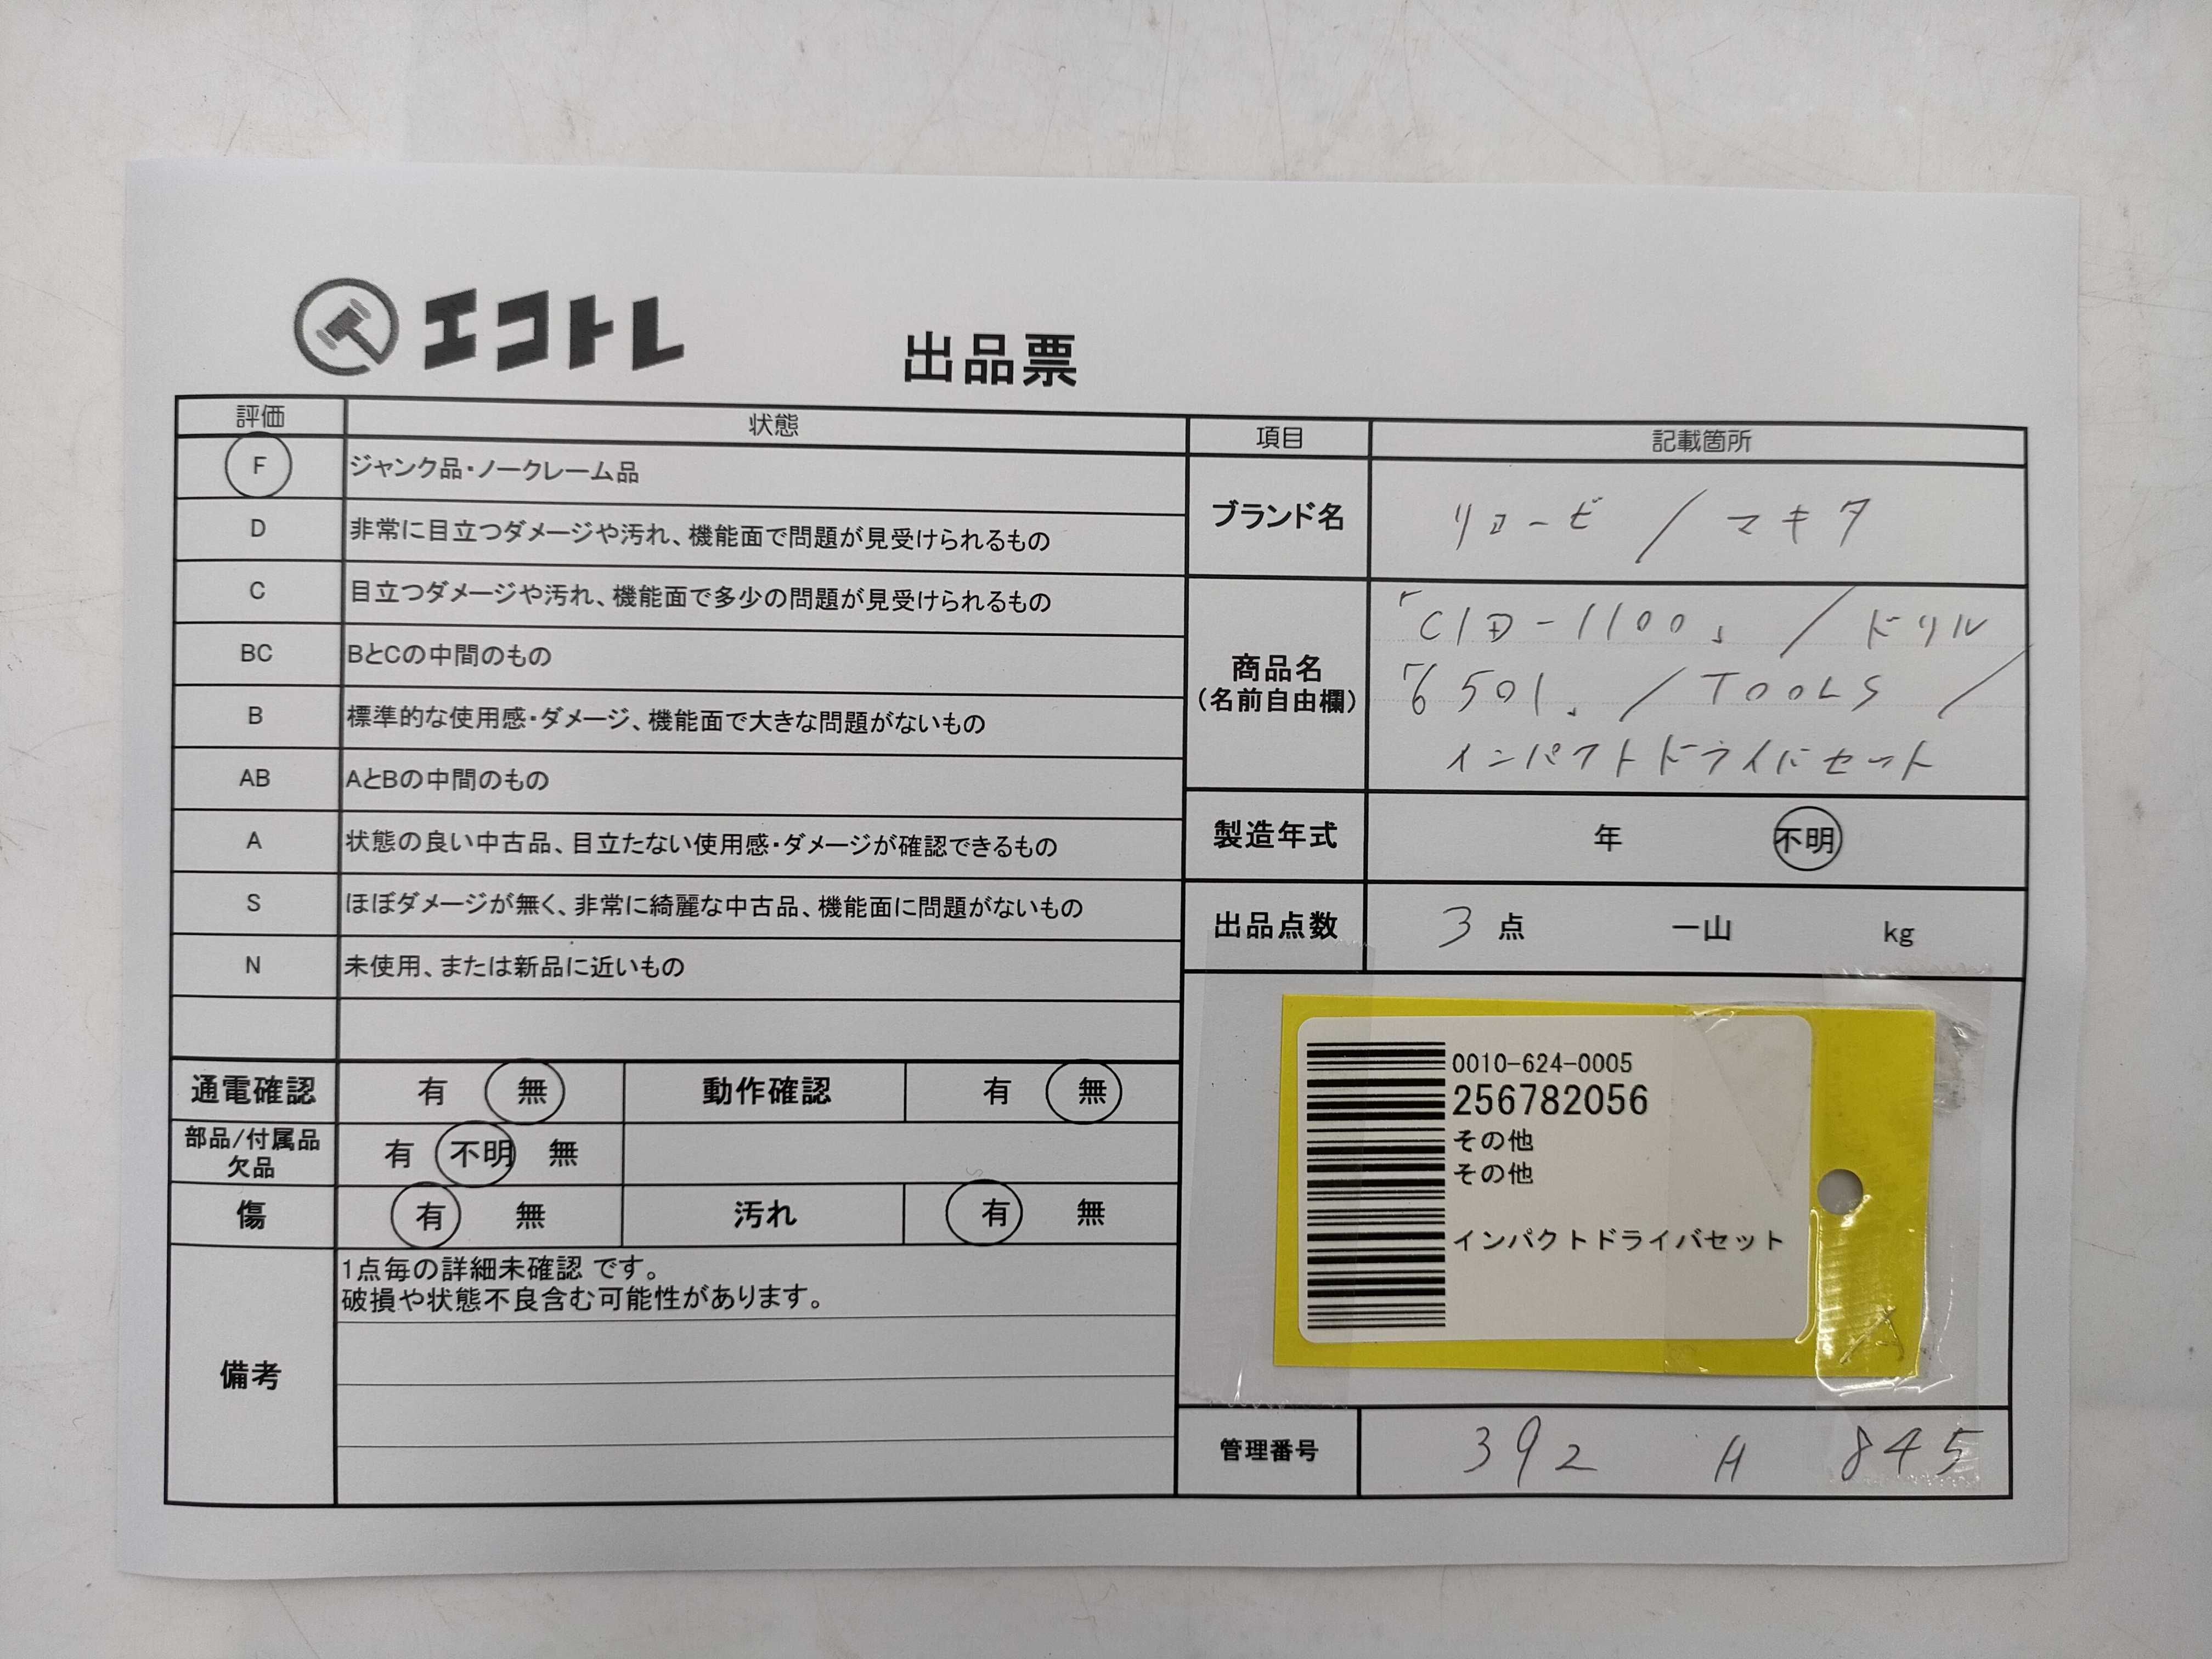 エコトレ
出品票
評価 状態
F ジャンク品・ノークレーム品
D 非常に目立つダメージや汚れ、機能面で問題が見受けられるもの
C 目立つダメージや汚れ、機能面で多少の問題が見受けられるもの
BC BとCの中間のもの
B 標準的な使用感・ダメージ、機能面で大きな問題がないもの
AB AとBの中間のもの
A 状態の良い中古品、目立たない使用感・ダメージが確認できるもの
S ほぼダメージが無く、非常に綺麗な中古品、機能面に問題がないもの
N 未使用、または新品に近いもの
通電確認 有 無 動作確認 有 無
部品/付属品
欠品 有 不明 無
傷 有 無 汚れ 有 無
備考
1点毎の詳細未確認 です。
破損や状態不良含む可能性があります。
項目 記載箇所
ブランド名 リョービ / マキタ
商品名
(名前自由欄)
「CID-1100」 / ドリル
「6501」 / TOOLS /
インパクトドライバセット
製造年式 年 不明
出品点数 3 点 一山 kg
0010-624-0005
256782056
その他
その他
インパクトドライバセット
管理番号 392 H 845